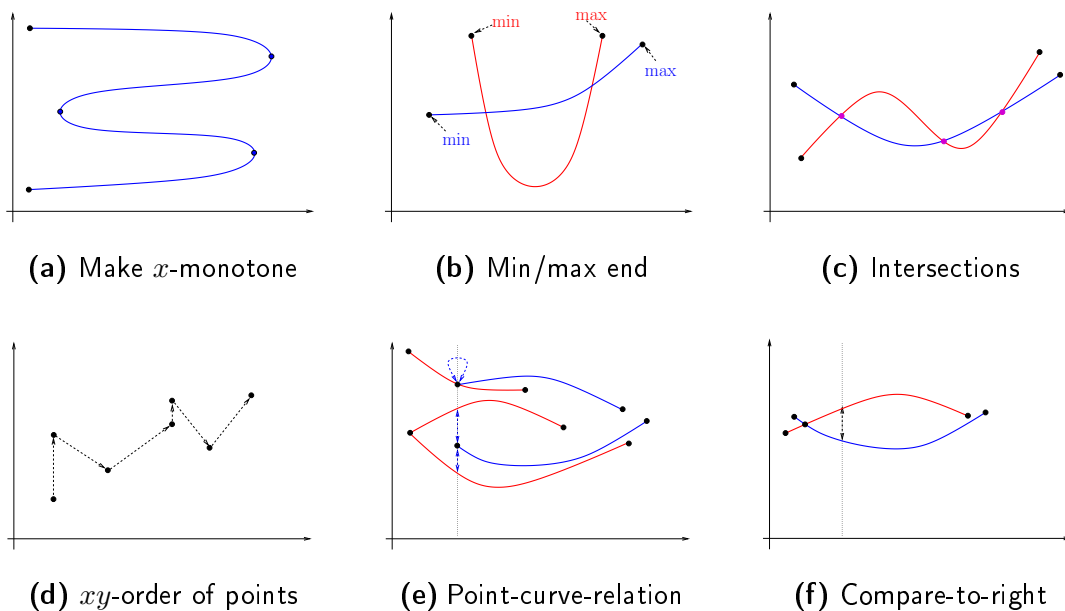 min
max
max
min
(a) Make x-monotone
(b) Min/max end
(c) Intersections
(d) xy-order of points
(e) Point-curve-relation
(f) Compare-to-right